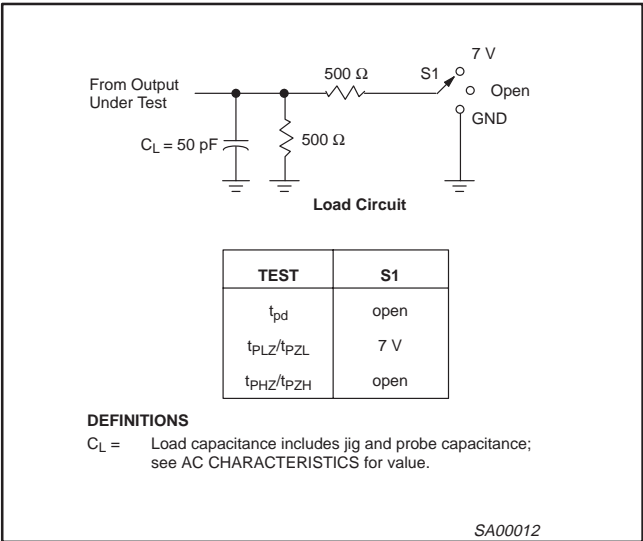 7 V
500 Ω
S1
From Output
Under Test
Open
GND
C_L = 50 pF
500 Ω
Load Circuit
TEST S1
t_pd open
t_PLZ/t_PZL 7 V
t_PHZ/t_PZH open
DEFINITIONS
C_L = Load capacitance includes jig and probe capacitance;
see AC CHARACTERISTICS for value.
SA00012